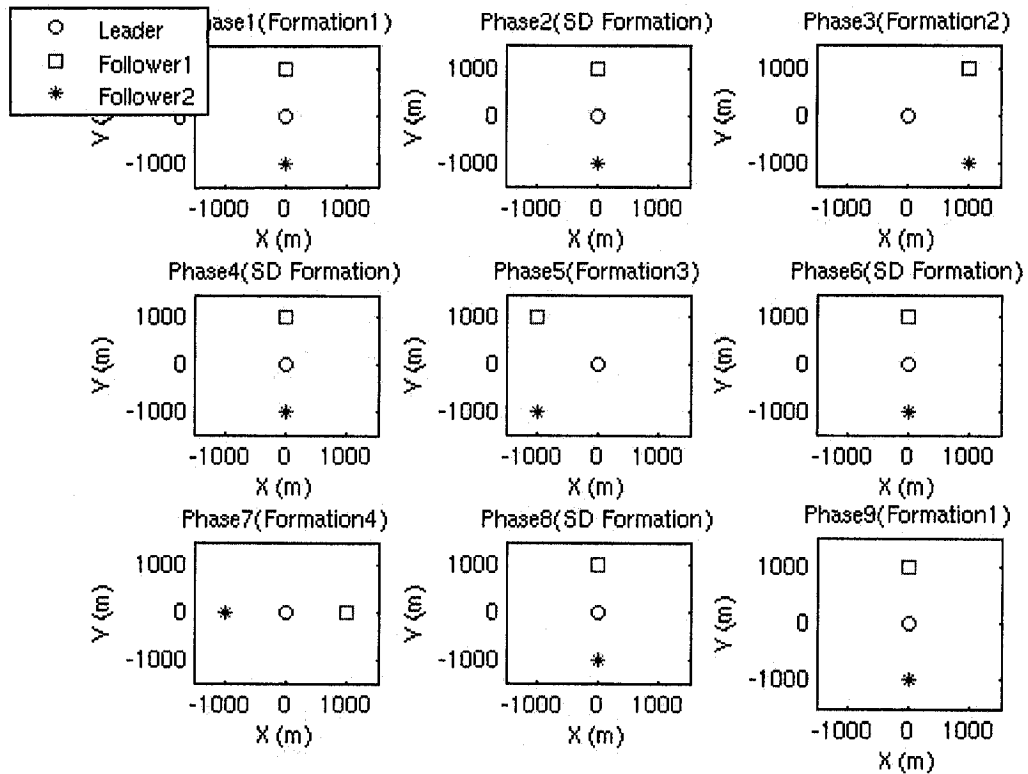 Leader
Follower1
Follower2
hase1(Formation1)
Y (m)
0
-1000
-1000 0 1000
X (m)
Phase2(SD Formation)
Y (m)
1000
0
-1000
-1000 0 1000
X (m)
Phase3(Formation2)
Y (m)
1000
0
-1000
-1000 0 1000
X (m)
Phase4(SD Formation)
Y (m)
1000
0
-1000
-1000 0 1000
X (m)
Phase5(Formation3)
Y (m)
1000
0
-1000
-1000 0 1000
X (m)
Phase6(SD Formation)
Y (m)
1000
0
-1000
-1000 0 1000
X (m)
Phase7(Formation4)
Y (m)
1000
0
-1000
-1000 0 1000
X (m)
Phase8(SD Formation)
Y (m)
1000
0
-1000
-1000 0 1000
X (m)
Phase9(Formation1)
Y (m)
1000
0
-1000
-1000 0 1000
X (m)